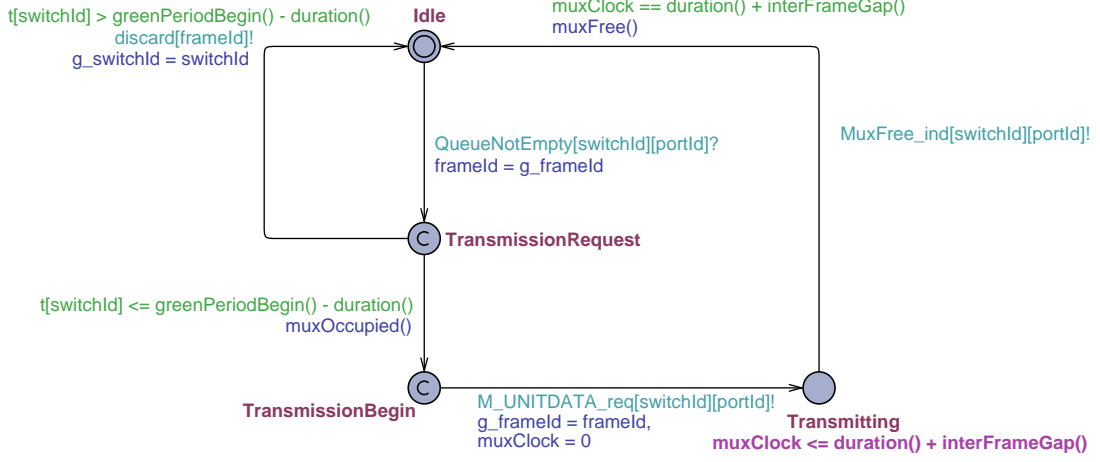 t[switchId] > greenPeriodBegin() - duration()
discard[frameId]!
g_switchId = switchId
Idle
muxClock == duration() + interFrameGap()
muxFree()
QueueNotEmpty[switchId][portId]?
frameId = g_frameId
MuxFree_ind[switchId][portId]!
C
TransmissionRequest
t[switchId] <= greenPeriodBegin() - duration()
muxOccupied()
C
TransmissionBegin
M_UNITDATA_req[switchId][portId]!
g_frameId = frameId,
muxClock = 0
Transmitting
muxClock <= duration() + interFrameGap()